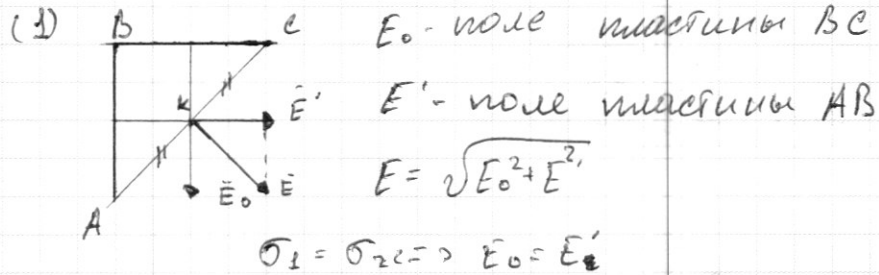 (1) B C E₀ - поле пластины BC
K E' E' - поле пластины AB
A E₀ E E = √(E₀² + E'²)
σ₁ = σ₂ <=> E₀ = E'